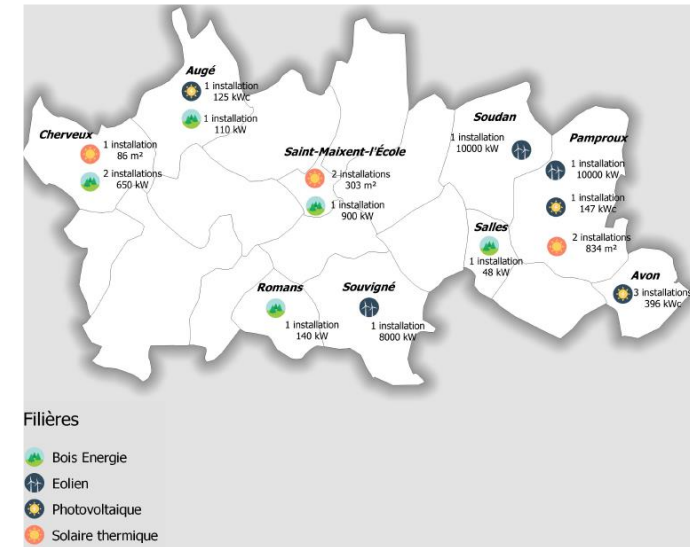 Augé
1 installation
125 kWc
1 installation
110 kW
Cherveux
1 installation
86 m²
2 installations
650 kW
Saint-Maixent-l'École
2 installations
303 m²
1 installation
900 kW
Soudan
1 installation
10000 kW
Pamproux
1 installation
10000 kW
1 installation
147 kWc
2 installations
834 m²
Salles
1 installation
48 kW
Avon
3 installations
396 kWc
Romans
1 installation
140 kW
Souvigné
1 installation
8000 kW
Filières
Bois Energie
Eolien
Photovoltaique
Solaire thermique